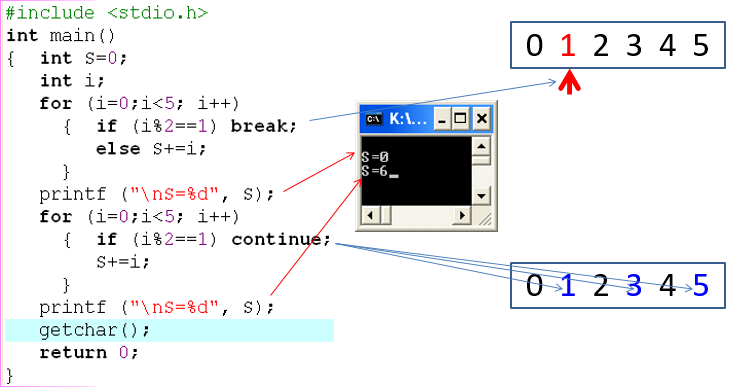 #include <stdio.h>
int main()
{ int S=0;
int i;
for (i=0;i<5; i++)
{ if (i%2==1) break;
else S+=i;
}
printf ("\nS=%d", S);
for (i=0;i<5; i++)
{ if (i%2==1) continue;
S+=i;
}
printf ("\nS=%d", S);
getchar();
return 0;
}
0 1 2 3 4 5
C:\ K:\...
S=0
S=6_
0 1 2 3 4 5